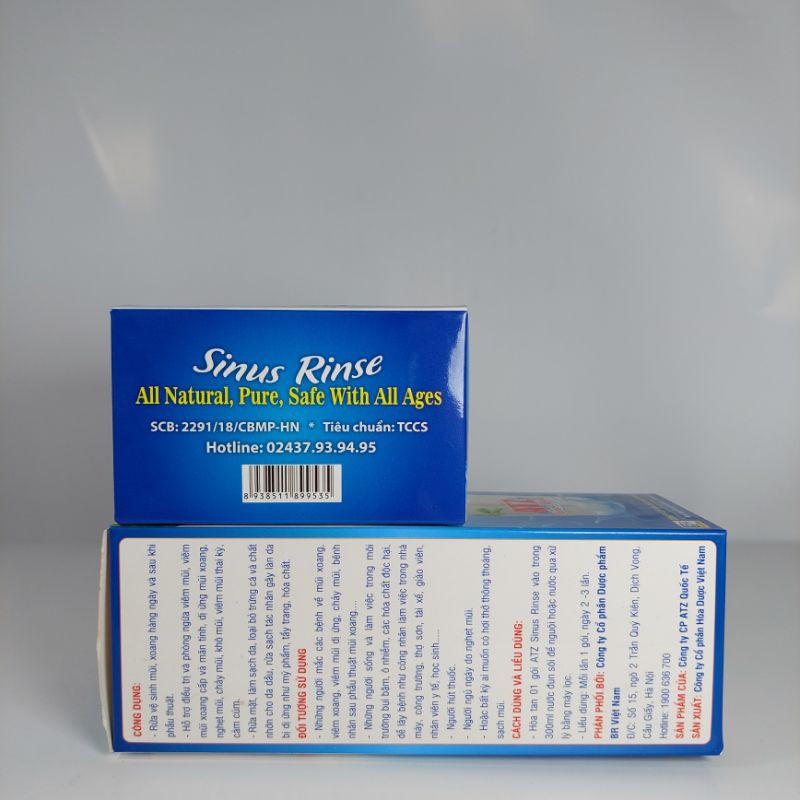 Sinus Rinse
All Natural, Pure, Safe With All Ages
SCB: 2291/18/CBMP-HN * Tiêu chuẩn: TCCS
Hotline: 02437.93.94.95
8 938511 899535
CÔNG DỤNG:
- Rửa vệ sinh mũi, xoang hàng ngày và sau khi
phẫu thuật.
- Hỗ trợ điều trị và phòng ngừa viêm mũi, viêm
mũi xoang cấp và mãn tính, dị ứng mũi xoang,
nghẹt mũi, chảy mũi, khô mũi, viêm mũi thai kỳ,
cảm cúm.
- Rửa mặt, làm sạch da, loại bỏ trứng cá và chất
nhờn cho da dầu, rửa sạch tác nhân gây làn da
bị dị ứng như mỹ phẩm, tẩy trang, hóa chất.
ĐỐI TƯỢNG SỬ DỤNG
- Những người mắc các bệnh về mũi xoang,
viêm xoang, viêm mũi dị ứng, chảy mũi, bệnh
nhân sau phẫu thuật mũi xoang....
- Những người sống và làm việc trong môi
trường bụi bặm, ô nhiễm, các hóa chất độc hại,
dễ lây bệnh như công nhân làm việc trong nhà
máy, công trường, thợ sơn, tài xế, giáo viên,
nhân viên y tế, học sinh.....
- Người hút thuốc.
- Người ngủ ngáy do nghẹt mũi.
- Hoặc bất kỳ ai muốn có hơi thở thông thoáng,
sạch mũi.
CÁCH DÙNG VÀ LIỀU DÙNG:
- Hòa tan 01 gói ATZ Sinus Rinse vào trong
300ml nước đun sôi để nguội hoặc nước qua xử
lý bằng máy lọc.
- Liều dùng: Mỗi lần 1 gói, ngày 2 -3 lần.
PHÂN PHỐI BỞI: Công ty Cổ phần Dược phẩm
BR Việt Nam
Đ/C: Số 15, ngõ 2 Trần Quý Kiên, Dịch Vọng,
Cầu Giấy, Hà Nội
Hotline: 1900 636 700
SẢN PHẨM CỦA: Công ty CP ATZ Quốc Tế
SẢN XUẤT: Công ty Cổ phần Hóa Dược Việt Nam